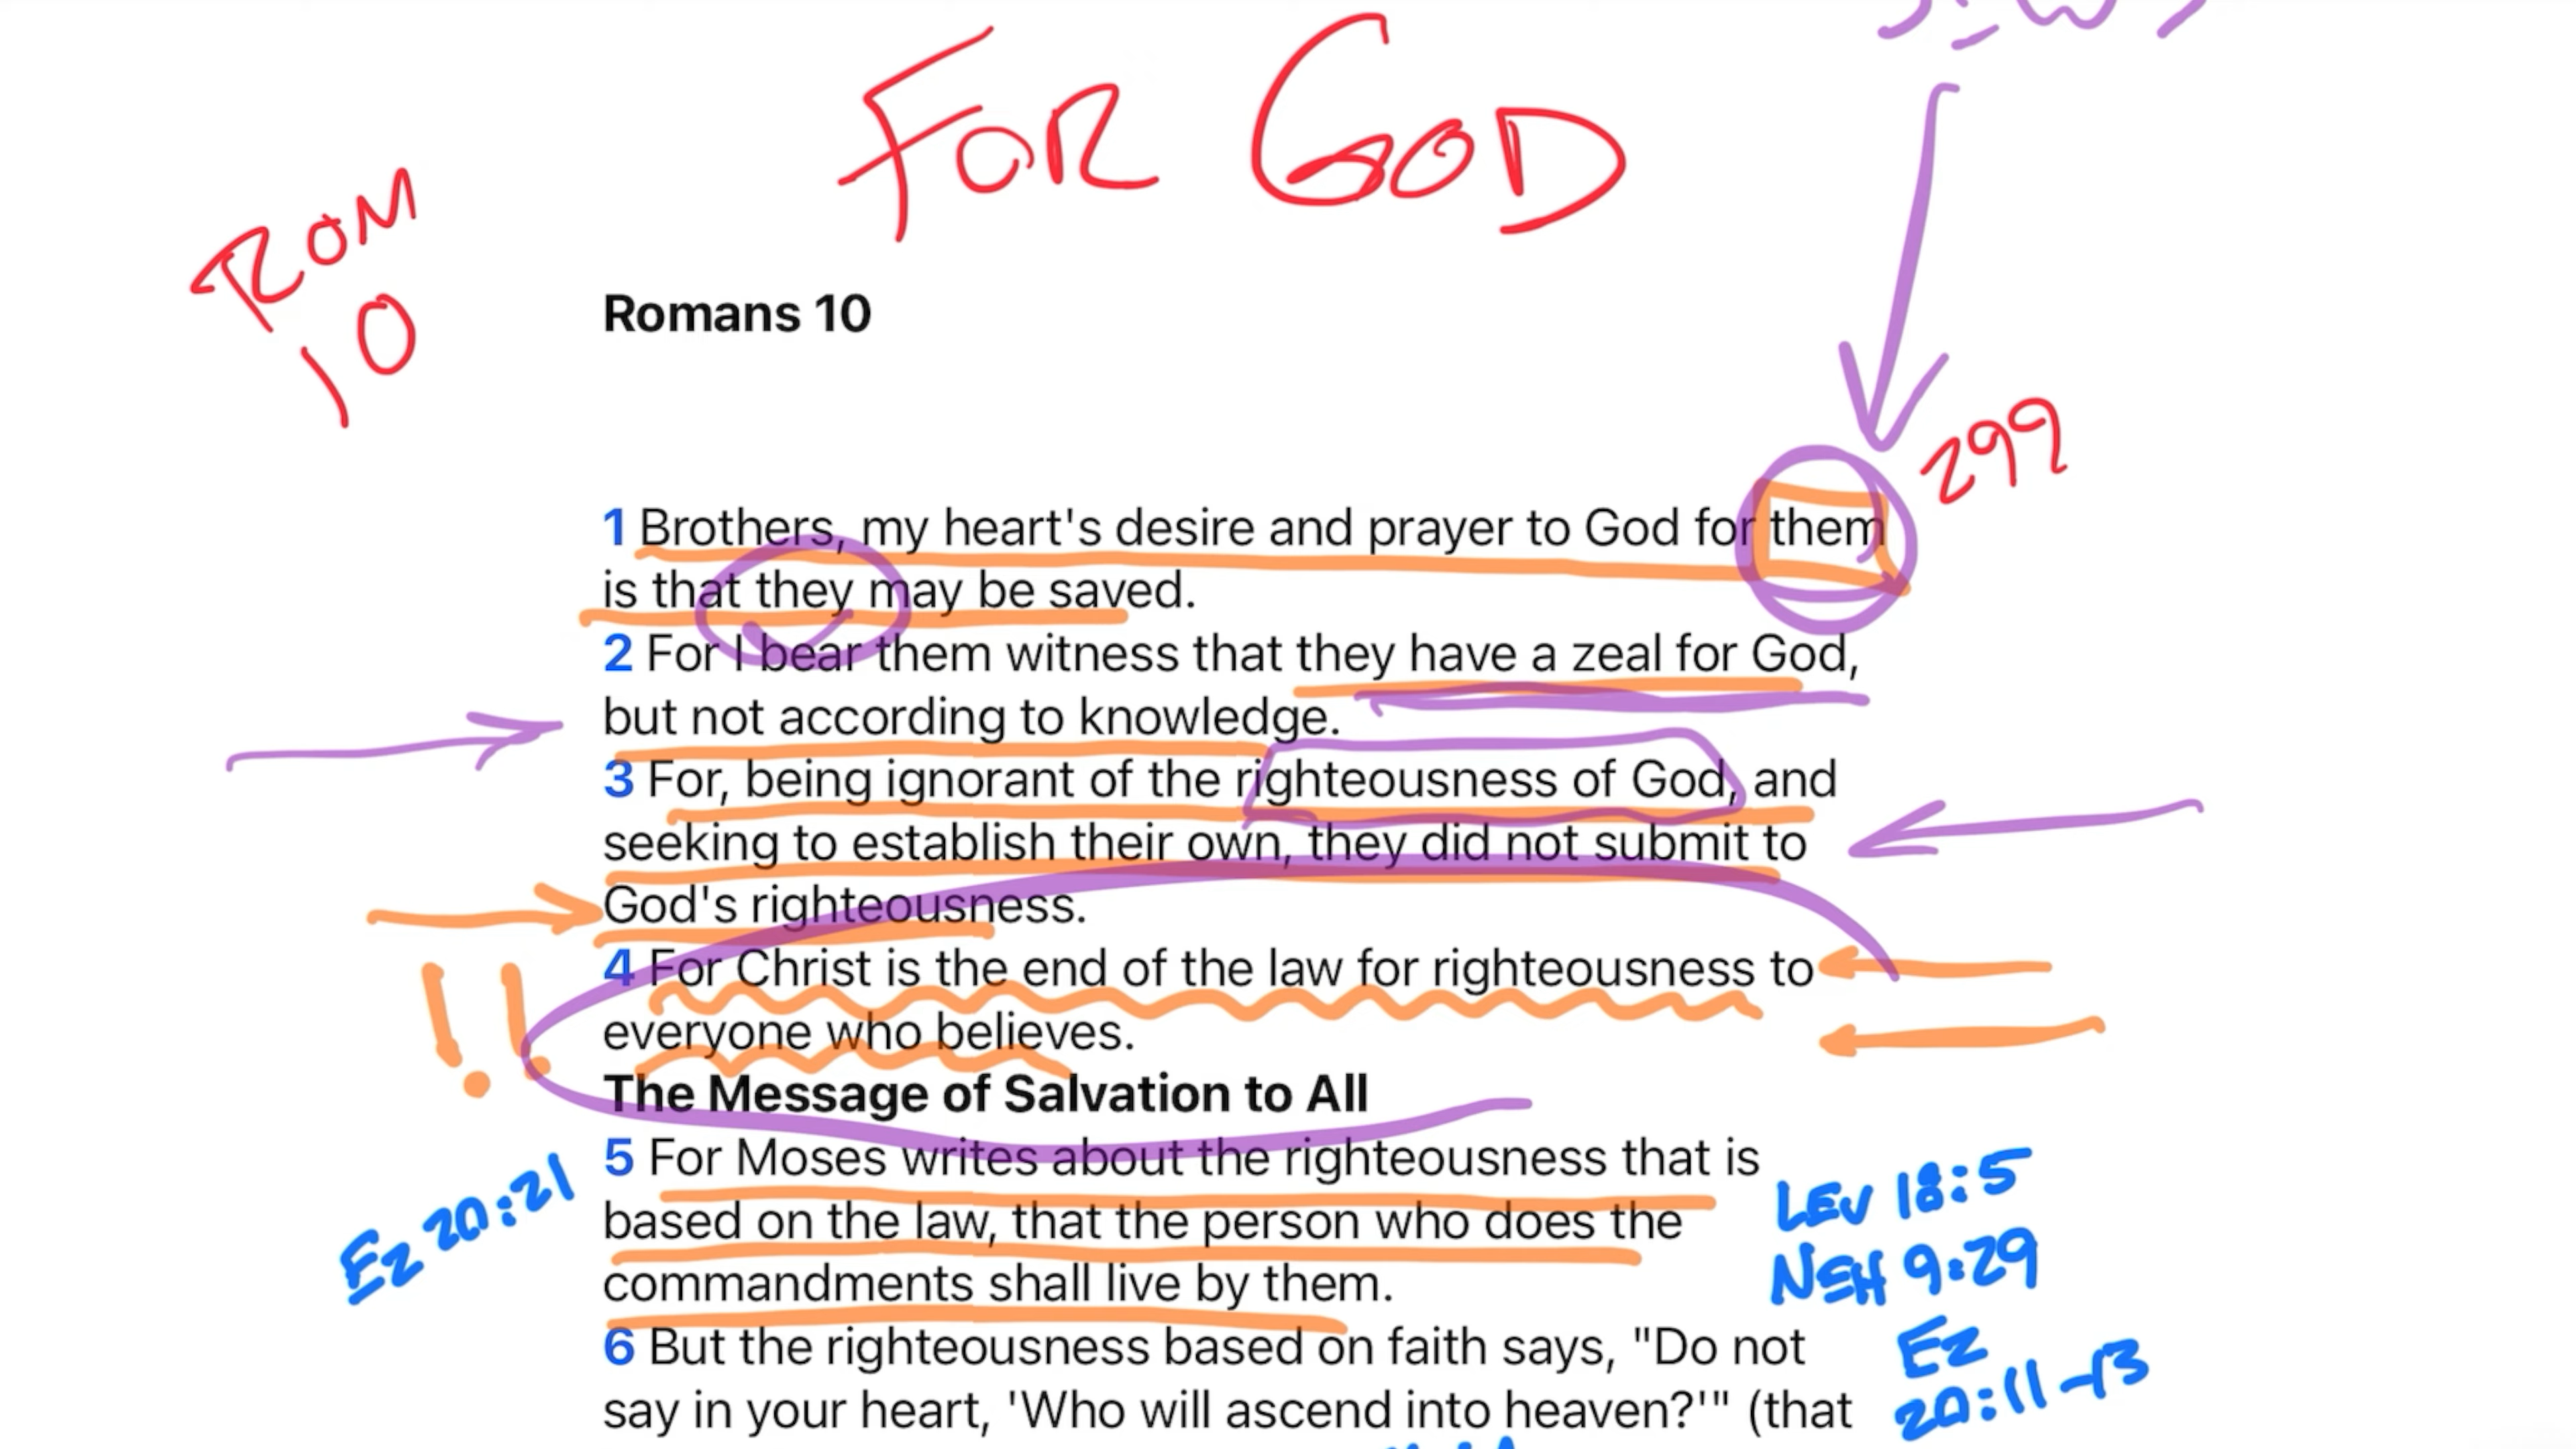 FOR GOD
ROM
10
Romans 10
299
1 Brothers, my heart's desire and prayer to God for them
is that they may be saved.
2 For I bear them witness that they have a zeal for God,
but not according to knowledge.
3 For, being ignorant of the righteousness of God, and
seeking to establish their own, they did not submit to
God's righteousness.
4 For Christ is the end of the law for righteousness to
everyone who believes.
!!
The Message of Salvation to All
5 For Moses writes about the righteousness that is
based on the law, that the person who does the
commandments shall live by them.
Ez 20:21
LEV 18:5
NEH 9:29
Ez
20:11-13
6 But the righteousness based on faith says, "Do not
say in your heart, 'Who will ascend into heaven?'" (that